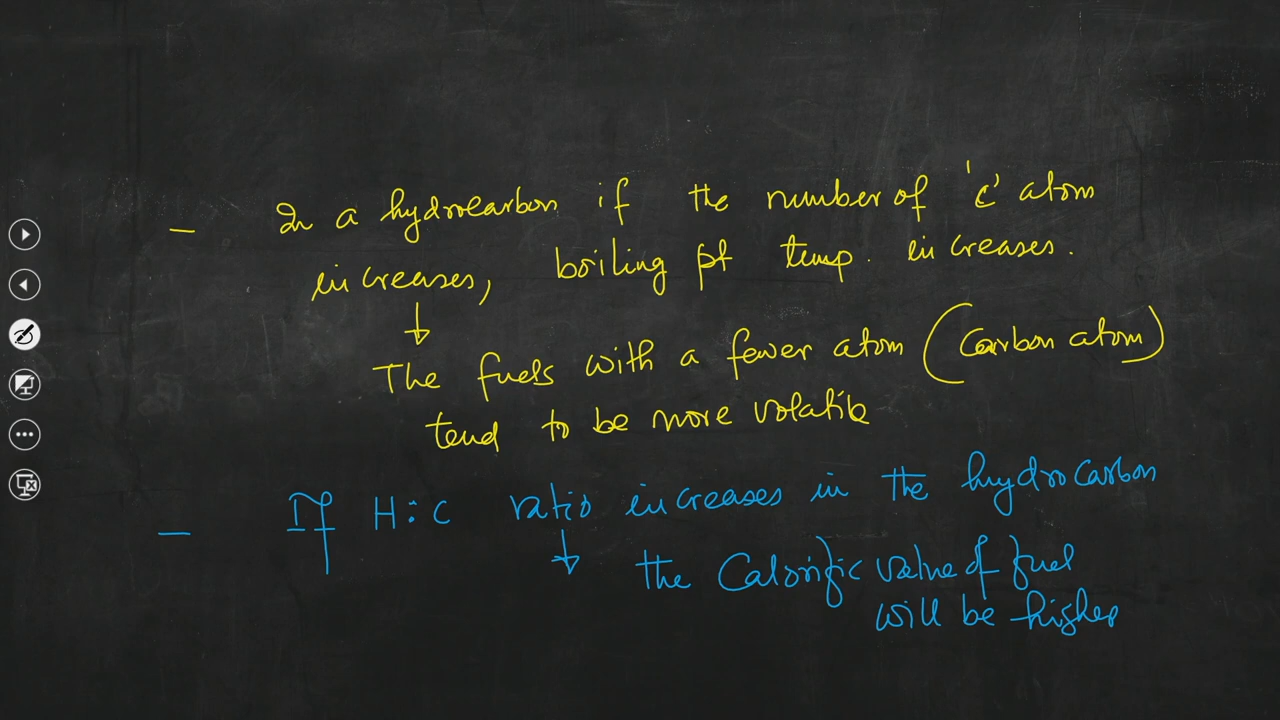 – In a hydrocarbon if the number of 'c' atom
increases, boiling pt temp. increases.
↓
The fuels with a fewer atom (Carbon atom)
tend to be more volatile
– If H:C ratio increases in the hydrocarbon
↓ the Calorific value of fuel
will be higher